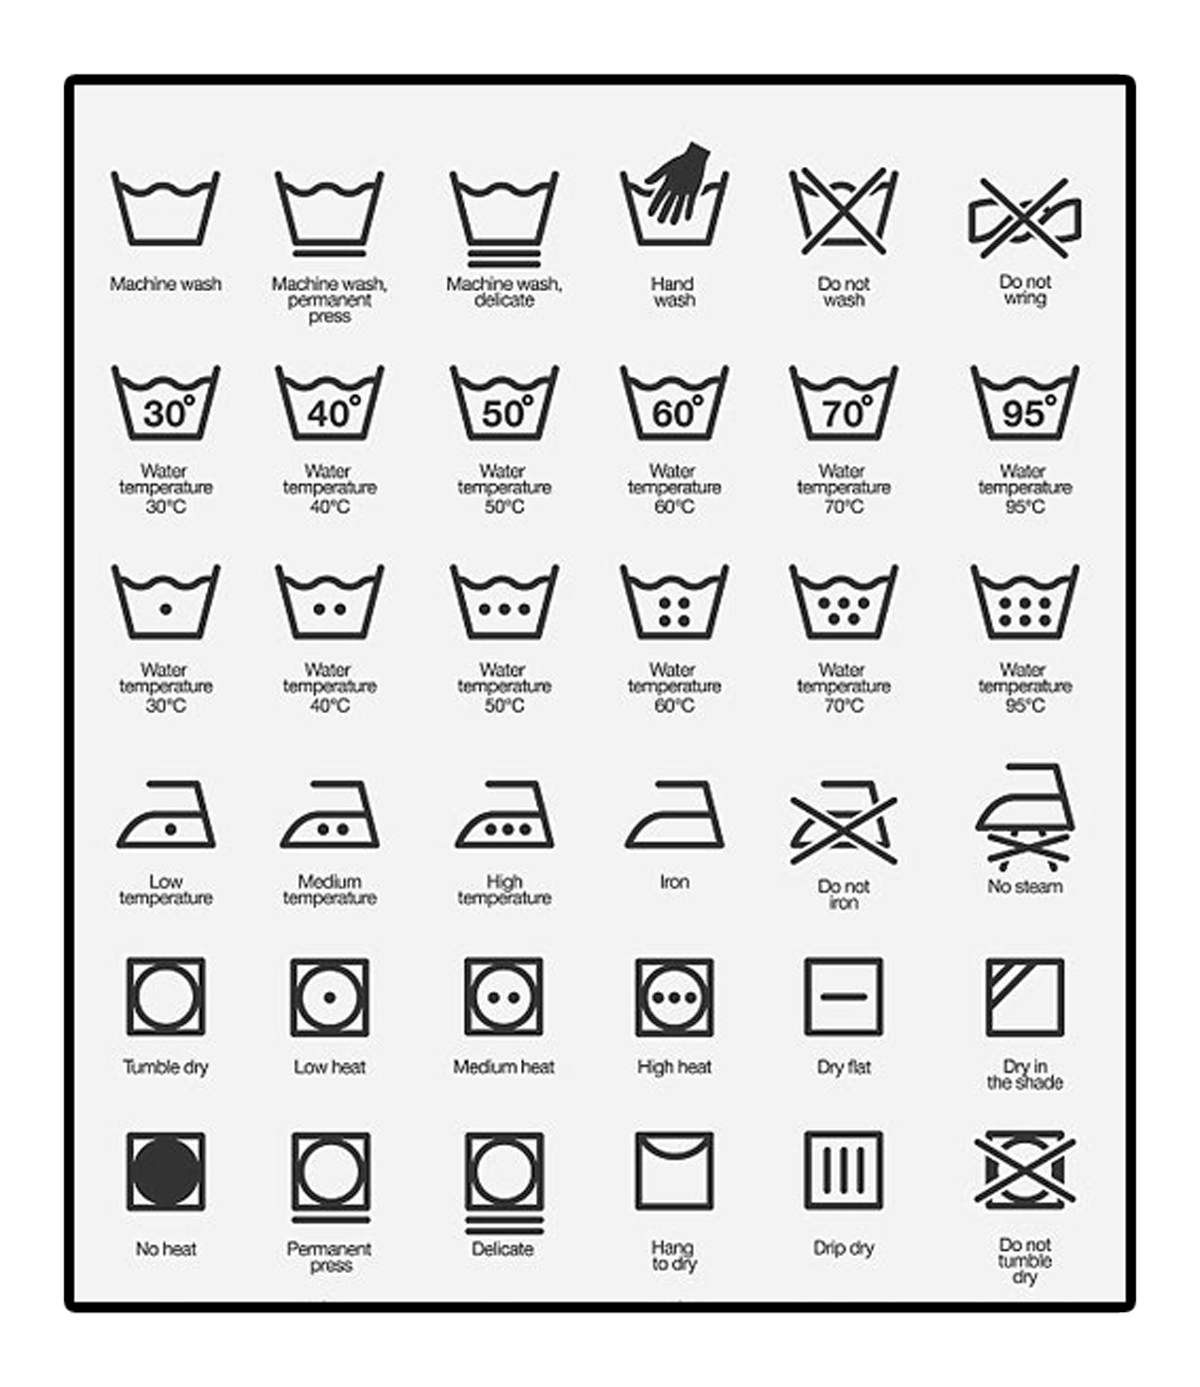 Machine wash
Machine wash,
permanent
press
Machine wash,
delicate
Hand
wash
Do not
wash
Do not
wring
30°
40°
50°
60°
70°
95°
Water
temperature
30°C
Water
temperature
40°C
Water
temperature
50°C
Water
temperature
60°C
Water
temperature
70°C
Water
temperature
95°C
Water
temperature
30°C
Water
temperature
40°C
Water
temperature
50°C
Water
temperature
60°C
Water
temperature
70°C
Water
temperature
95°C
Low
temperature
Medium
temperature
High
temperature
Iron
Do not
iron
No steam
Tumble dry
Low heat
Medium heat
High heat
Dry flat
Dry in
the shade
No heat
Permanent
press
Delicate
Hang
to dry
Drip dry
Do not
tumble
dry